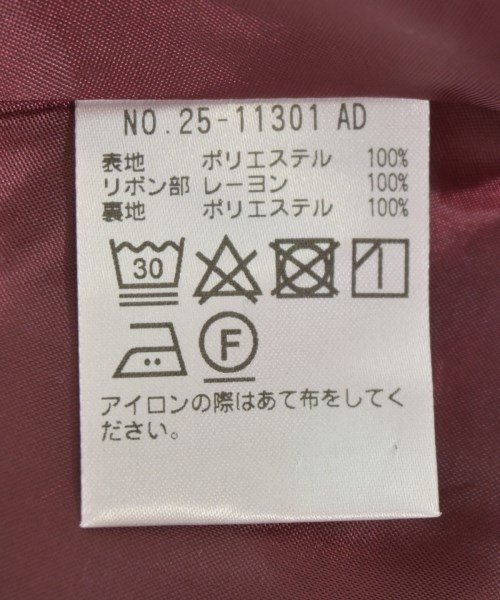 NO.25-11301 AD
表地 ポリエステル 100%
リボン部 レーヨン 100%
裏地 ポリエステル 100%
30
F
アイロンの際はあて布をしてく
ださい。